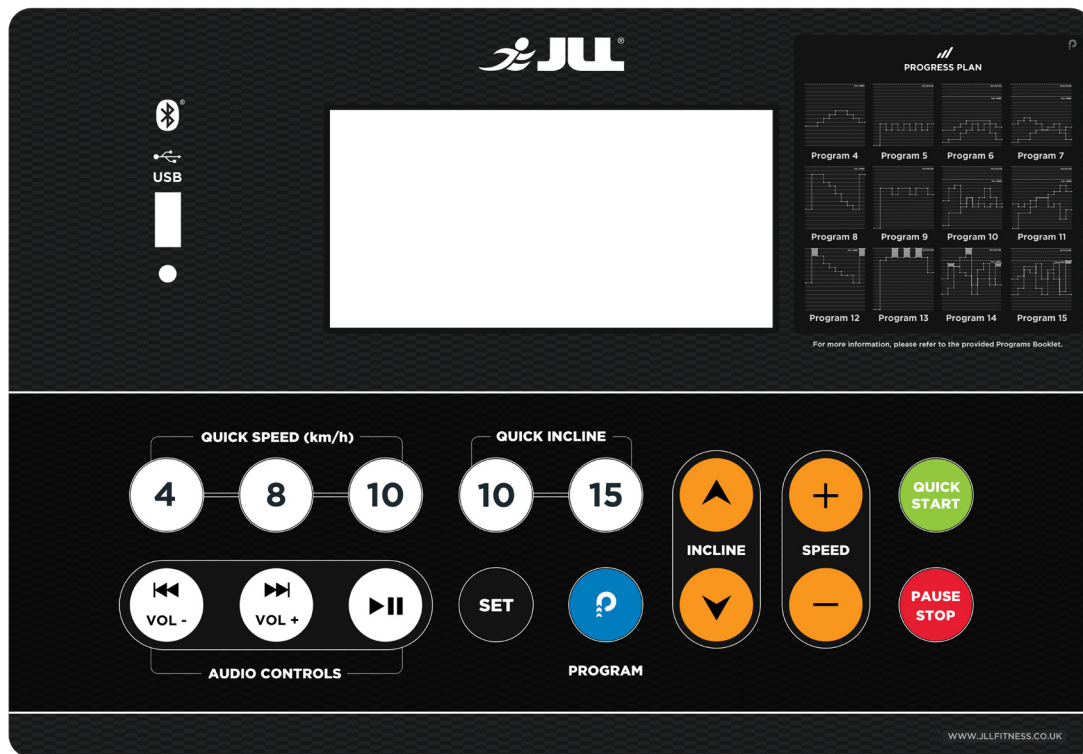 JLL®
PROGRESS PLAN
USB
Program 4
Program 5
Program 6
Program 7
Program 8
Program 9
Program 10
Program 11
Program 12
Program 13
Program 14
Program 15
For more information, please refer to the provided Programs Booklet.
QUICK SPEED (km/h)
4
8
10
QUICK INCLINE
10
15
INCLINE
+
SPEED
−
QUICK
START
VOL -
VOL +
AUDIO CONTROLS
SET
PROGRAM
PAUSE
STOP
WWW.JLLFITNESS.CO.UK